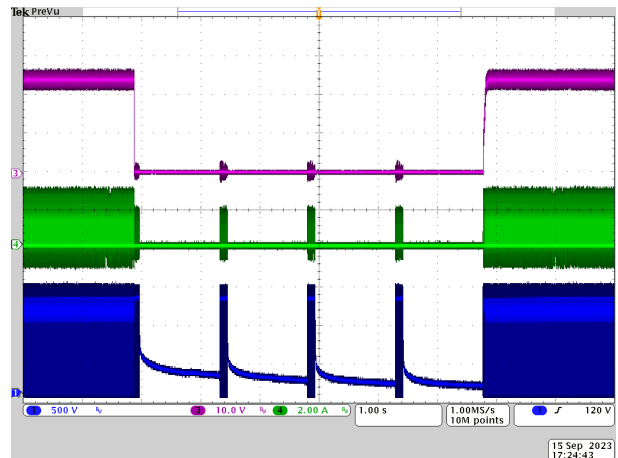 Tek PreVu
3
4
1
1 500 V 3 10.0 V 4 2.00 A 1.00 s 1.00MS/s 1 120 V
10M points
15 Sep 2023
17:24:43